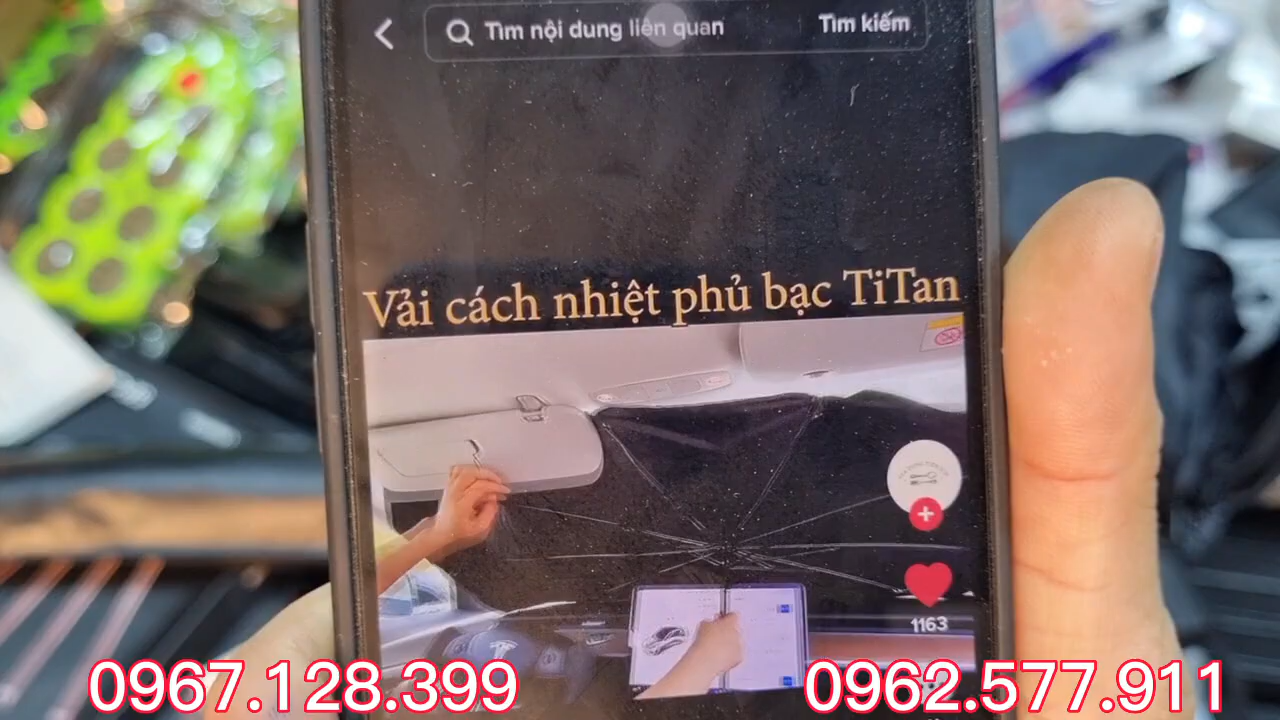 Tìm nội dung liên quan
Tìm kiếm
Vải cách nhiệt phủ bạc TiTan
1163
0967.128.399
0962.577.911